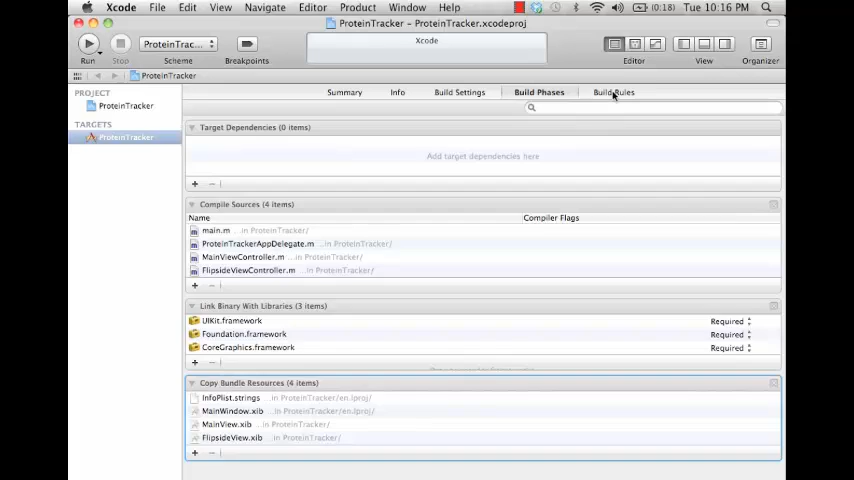 Xcode File Edit View Navigate Editor Product Window Help (0:18) Tue 10:16 PM
ProteinTracker – ProteinTracker.xcodeproj
ProteinTrac... Xcode
Run Stop Scheme Breakpoints Editor View Organizer
ProteinTracker
PROJECT
ProteinTracker
TARGETS
ProteinTracker
Summary Info Build Settings Build Phases Build Rules
Target Dependencies (0 items)
Add target dependencies here
Compile Sources (4 items)
Name Compiler Flags
main.m ...in ProteinTracker/
ProteinTrackerAppDelegate.m ...in ProteinTracker/
MainViewController.m ...in ProteinTracker/
FlipsideViewController.m ...in ProteinTracker/
Link Binary With Libraries (3 items)
UIKit.framework Required
Foundation.framework Required
CoreGraphics.framework Required
Copy Bundle Resources (4 items)
InfoPlist.strings ...in ProteinTracker/en.lproj/
MainWindow.xib ...in ProteinTracker/en.lproj/
MainView.xib ...in ProteinTracker/
FlipsideView.xib ...in ProteinTracker/